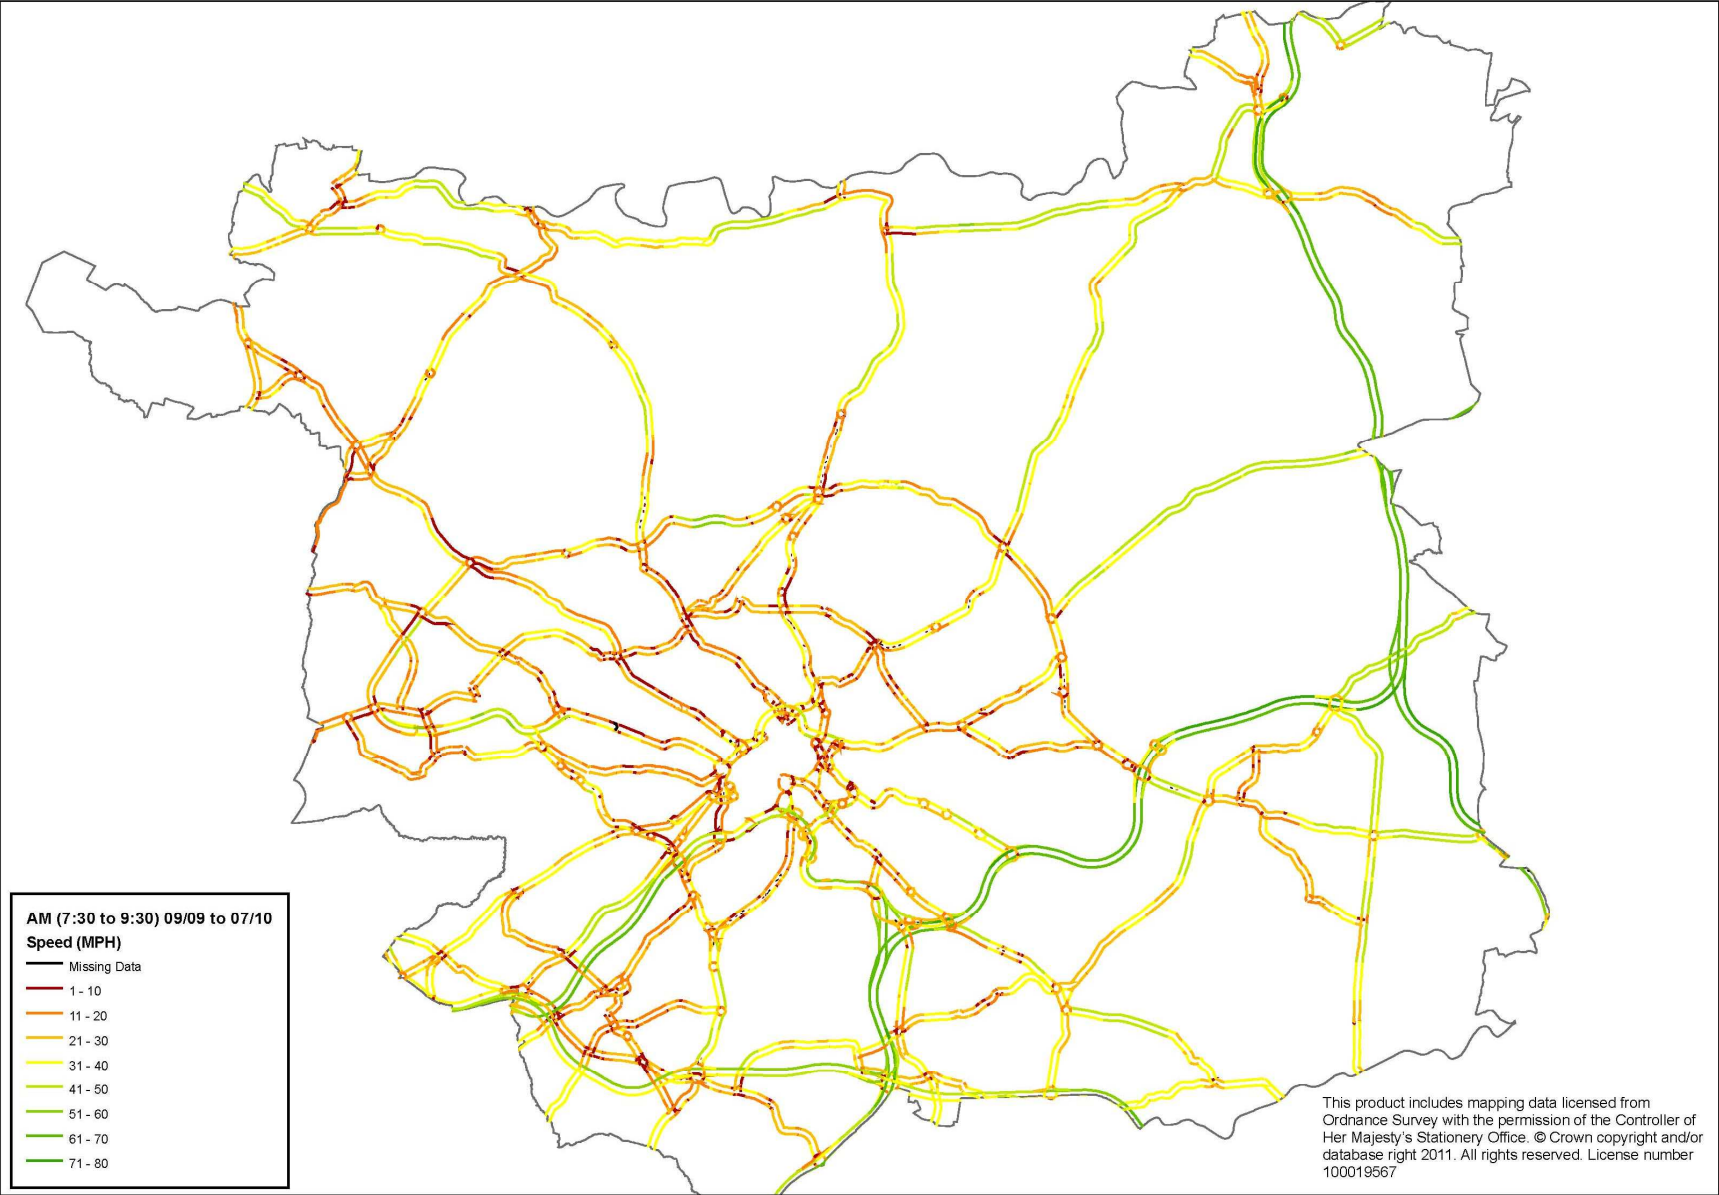 AM (7:30 to 9:30) 09/09 to 07/10
Speed (MPH)
Missing Data
1 - 10
11 - 20
21 - 30
31 - 40
41 - 50
51 - 60
61 - 70
71 - 80
This product includes mapping data licensed from
Ordnance Survey with the permission of the Controller of
Her Majesty's Stationery Office. © Crown copyright and/or
database right 2011. All rights reserved. License number
100019567